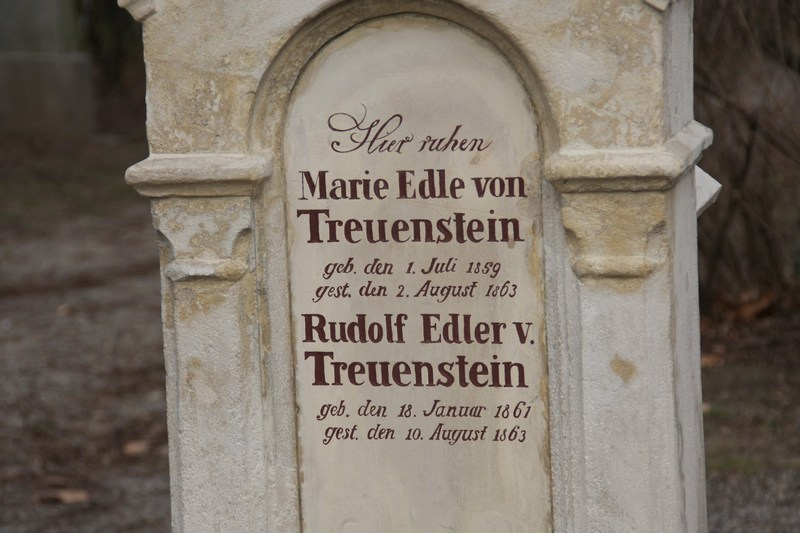 Hier ruhen
Marie Edle von
Treuenstein
geb. den 1. Juli 1859
gest. den 2. August 1863
Rudolf Edler v.
Treuenstein
geb. den 18. Januar 1861
gest. den 10. August 1863